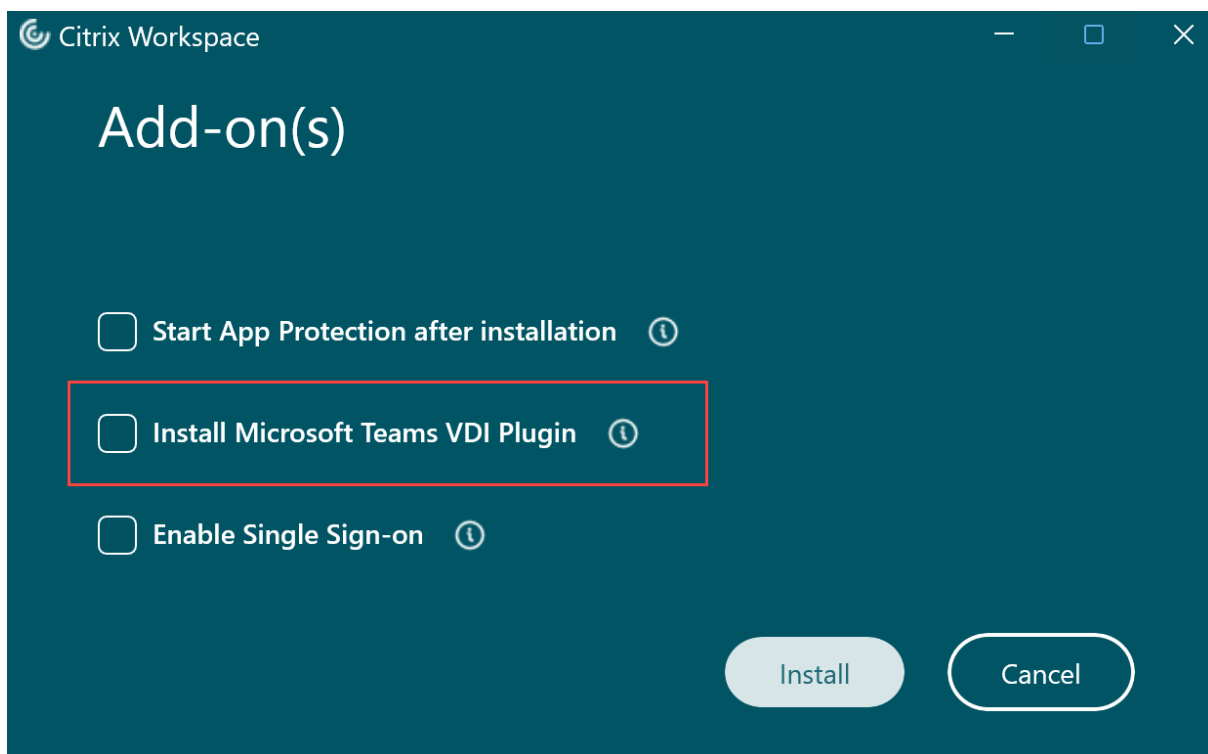 Citrix Workspace
Add-on(s)
Start App Protection after installation
Install Microsoft Teams VDI Plugin
Enable Single Sign-on
Install Cancel